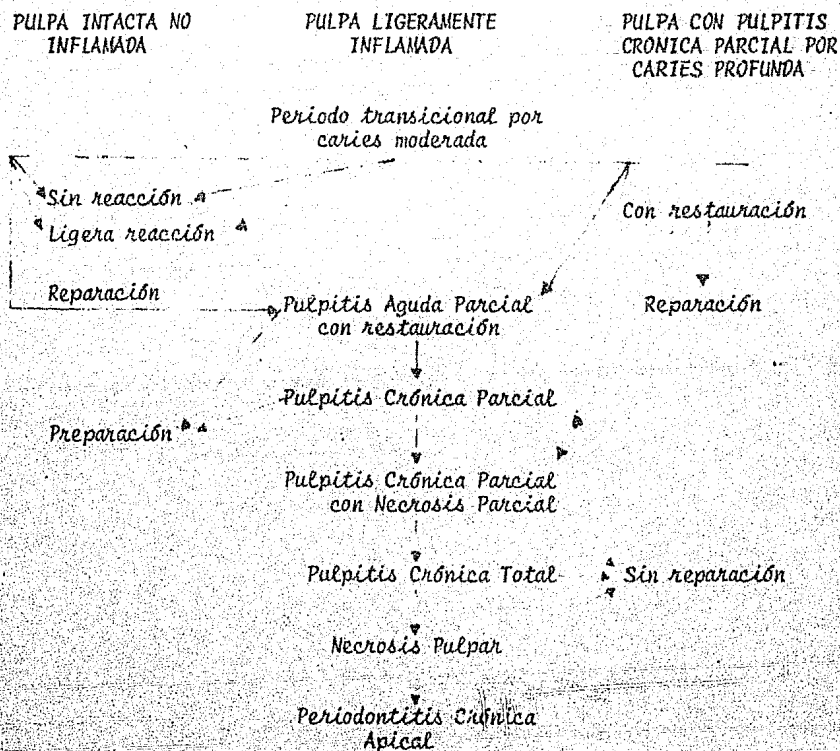 PULPA INTACTA NO
INFLAMADA
PULPA LIGERAMENTE
INFLAMADA
PULPA CON PULPITIS
CRONICA PARCIAL POR
CARIES PROFUNDA
Periodo transicional por
caries moderada
Sin reacción
Ligera reacción
Con restauración
Reparación
Pulpitis Aguda Parcial
con restauración
Reparación
Pulpitis Crónica Parcial
Preparación
Pulpitis Crónica Parcial
con Necrosis Parcial
Pulpitis Crónica Total
Sin reparación
Necrosis Pulpar
Periodontitis Crónica
Apical